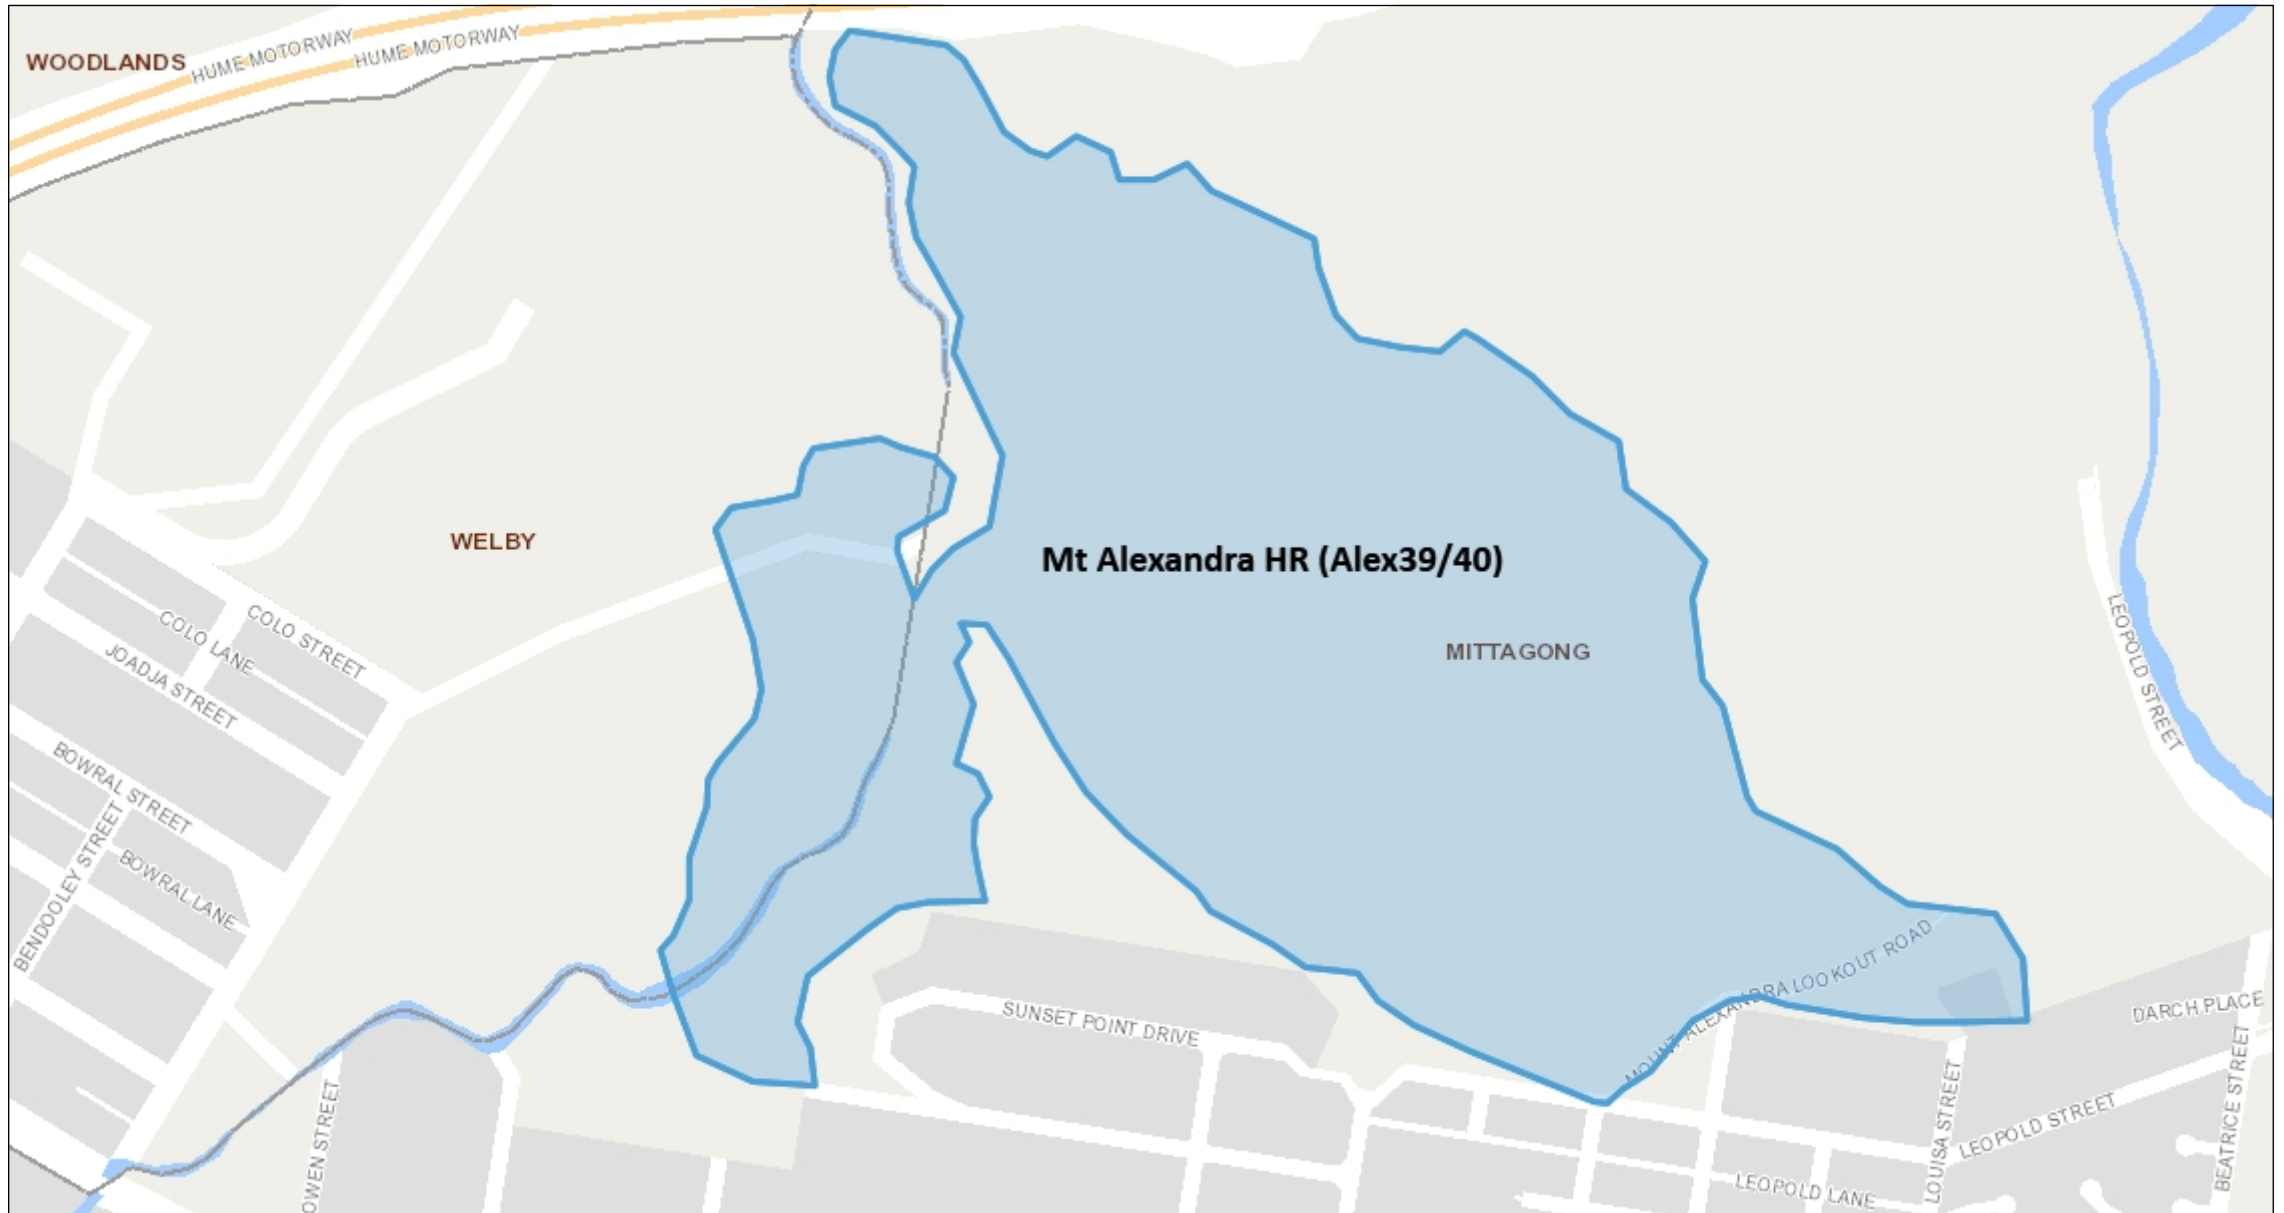 WOODLANDS
HUME MOTORWAY
HUME MOTORWAY
WELBY
Mt Alexandra HR (Alex39/40)
MITTAGONG
LEOPOLD STREET
COLO STREET
COLO LANE
JOADJA STREET
BOWRAL STREET
BENDOOLEY STREET
BOWRAL LANE
MOUNT ALEXANDRA LOOKOUT ROAD
SUNSET POINT DRIVE
DARCH PLACE
OWEN STREET
LOUISA STREET
LEOPOLD STREET
BEATRICE STREET
LEOPOLD LANE